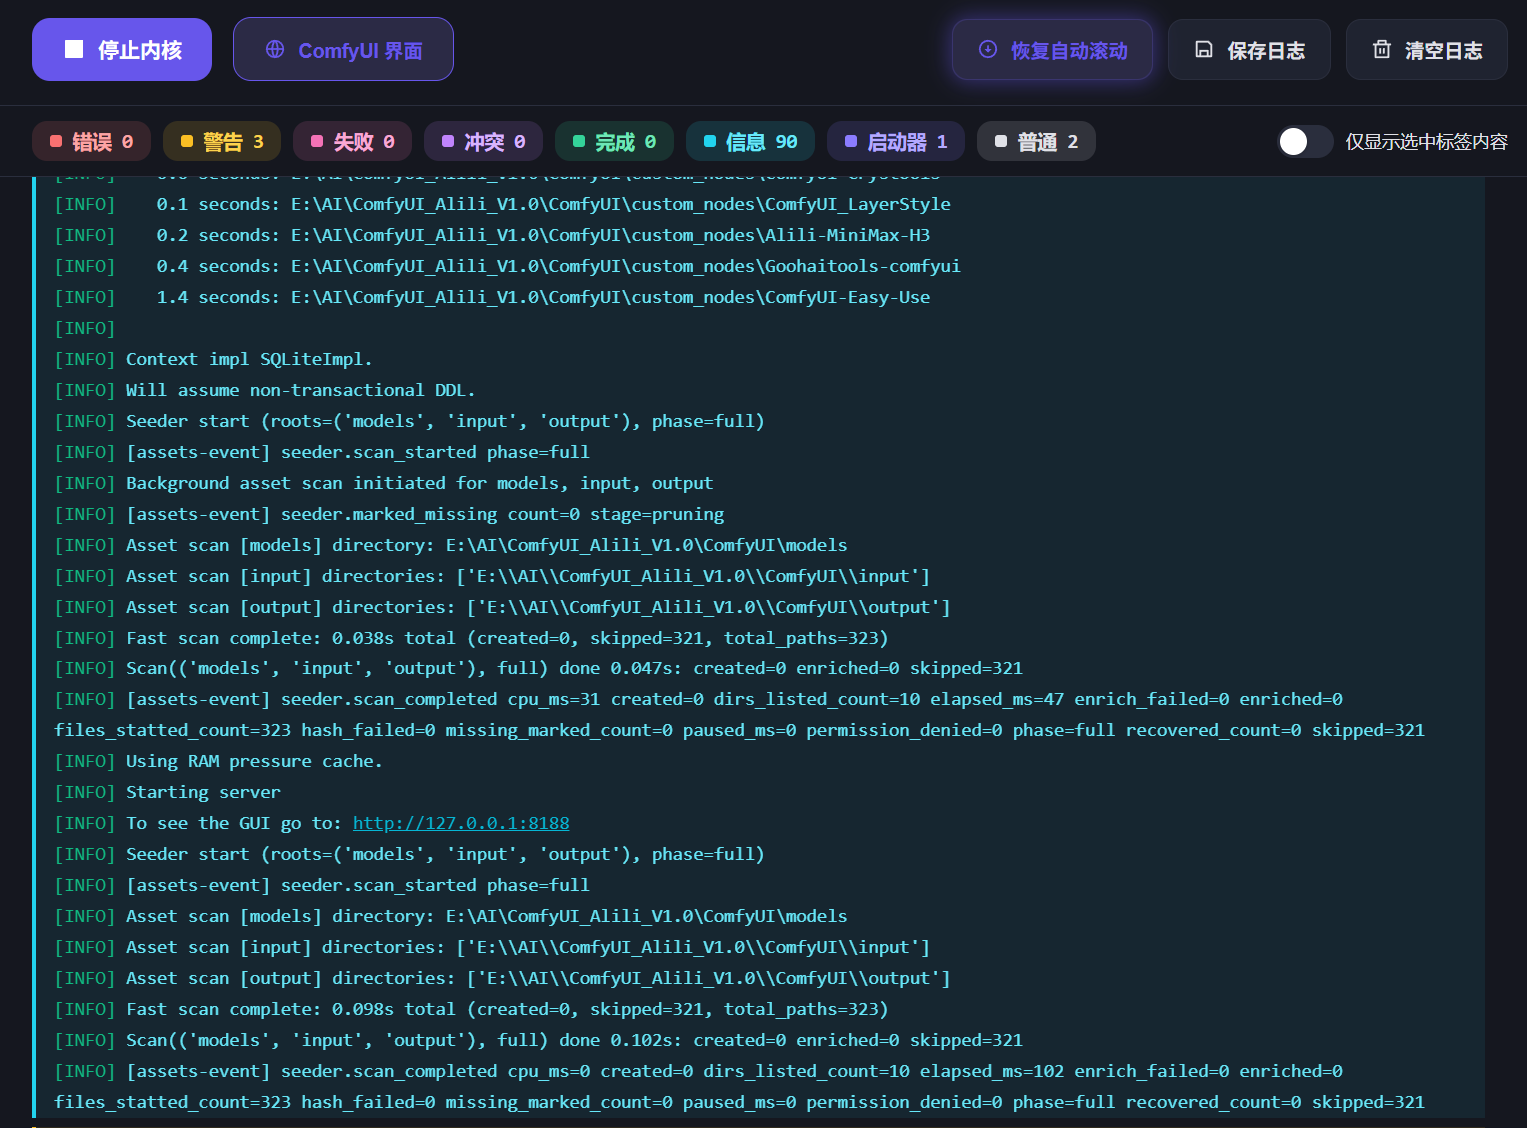 停止内核
ComfyUI 界面
恢复自动滚动
保存日志
清空日志
错误 0
警告 3
失败 0
冲突 0
完成 0
信息 90
启动器 1
普通 2
仅显示选中标签内容
[INFO]    0.0 seconds: E:\AI\ComfyUI_Alili_V1.0\ComfyUI\custom_nodes\ComfyUI-Crystools
[INFO]    0.1 seconds: E:\AI\ComfyUI_Alili_V1.0\ComfyUI\custom_nodes\ComfyUI_LayerStyle
[INFO]    0.2 seconds: E:\AI\ComfyUI_Alili_V1.0\ComfyUI\custom_nodes\Alili-MiniMax-H3
[INFO]    0.4 seconds: E:\AI\ComfyUI_Alili_V1.0\ComfyUI\custom_nodes\Goohaitools-comfyui
[INFO]    1.4 seconds: E:\AI\ComfyUI_Alili_V1.0\ComfyUI\custom_nodes\ComfyUI-Easy-Use
[INFO]
[INFO] Context impl SQLiteImpl.
[INFO] Will assume non-transactional DDL.
[INFO] Seeder start (roots=('models', 'input', 'output'), phase=full)
[INFO] [assets-event] seeder.scan_started phase=full
[INFO] Background asset scan initiated for models, input, output
[INFO] [assets-event] seeder.marked_missing count=0 stage=pruning
[INFO] Asset scan [models] directory: E:\AI\ComfyUI_Alili_V1.0\ComfyUI\models
[INFO] Asset scan [input] directories: ['E:\\AI\\ComfyUI_Alili_V1.0\\ComfyUI\\input']
[INFO] Asset scan [output] directories: ['E:\\AI\\ComfyUI_Alili_V1.0\\ComfyUI\\output']
[INFO] Fast scan complete: 0.038s total (created=0, skipped=321, total_paths=323)
[INFO] Scan(('models', 'input', 'output'), full) done 0.047s: created=0 enriched=0 skipped=321
[INFO] [assets-event] seeder.scan_completed cpu_ms=31 created=0 dirs_listed_count=10 elapsed_ms=47 enrich_failed=0 enriched=0
files_statted_count=323 hash_failed=0 missing_marked_count=0 paused_ms=0 permission_denied=0 phase=full recovered_count=0 skipped=321
[INFO] Using RAM pressure cache.
[INFO] Starting server
[INFO] To see the GUI go to: http://127.0.0.1:8188
[INFO] Seeder start (roots=('models', 'input', 'output'), phase=full)
[INFO] [assets-event] seeder.scan_started phase=full
[INFO] Asset scan [models] directory: E:\AI\ComfyUI_Alili_V1.0\ComfyUI\models
[INFO] Asset scan [input] directories: ['E:\\AI\\ComfyUI_Alili_V1.0\\ComfyUI\\input']
[INFO] Asset scan [output] directories: ['E:\\AI\\ComfyUI_Alili_V1.0\\ComfyUI\\output']
[INFO] Fast scan complete: 0.098s total (created=0, skipped=321, total_paths=323)
[INFO] Scan(('models', 'input', 'output'), full) done 0.102s: created=0 enriched=0 skipped=321
[INFO] [assets-event] seeder.scan_completed cpu_ms=0 created=0 dirs_listed_count=10 elapsed_ms=102 enrich_failed=0 enriched=0
files_statted_count=323 hash_failed=0 missing_marked_count=0 paused_ms=0 permission_denied=0 phase=full recovered_count=0 skipped=321